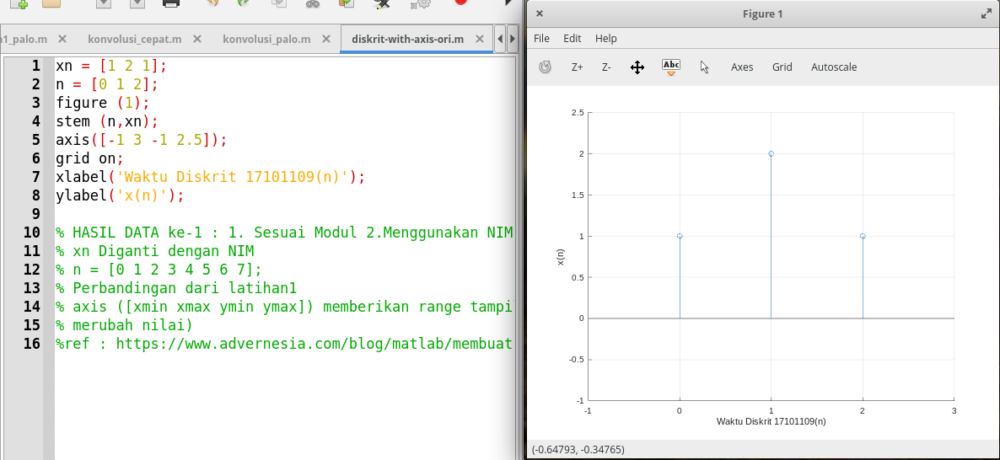 1_palo.m
konvolusi_cepat.m
konvolusi_palo.m
diskrit-with-axis-ori.m
1 xn = [1 2 1];
2 n = [0 1 2];
3 figure (1);
4 stem (n,xn);
5 axis([-1 3 -1 2.5]);
6 grid on;
7 xlabel('Waktu Diskrit 17101109(n)');
8 ylabel('x(n)');
9
10 % HASIL DATA ke-1 : 1. Sesuai Modul 2.Menggunakan NIM
11 % xn Diganti dengan NIM
12 % n = [0 1 2 3 4 5 6 7];
13 % Perbandingan dari latihan1
14 % axis ([xmin xmax ymin ymax]) memberikan range tampi
15 % merubah nilai)
16 %ref : https://www.advernesia.com/blog/matlab/membuat
Figure 1
File Edit Help
Z+ Z- Abc Axes Grid Autoscale
2.5
2
1.5
1
0.5
0
-0.5
-1
x(n)
-1 0 1 2 3
Waktu Diskrit 17101109(n)
(-0.64793, -0.34765)